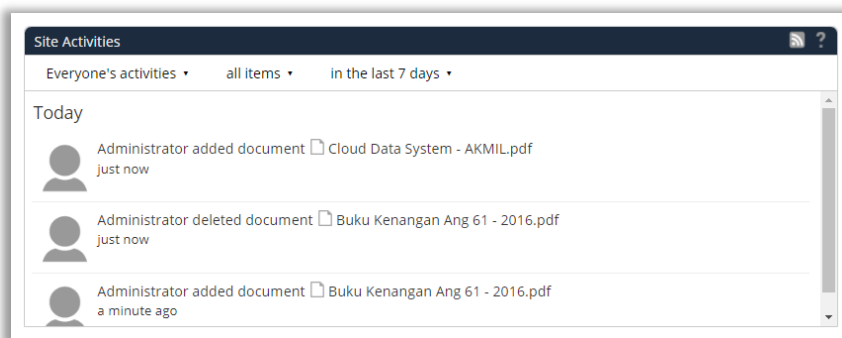 Site Activities ?
Everyone's activities ▾ all items ▾ in the last 7 days ▾
Today
Administrator added document Cloud Data System - AKMIL.pdf
just now
Administrator deleted document Buku Kenangan Ang 61 - 2016.pdf
just now
Administrator added document Buku Kenangan Ang 61 - 2016.pdf
a minute ago